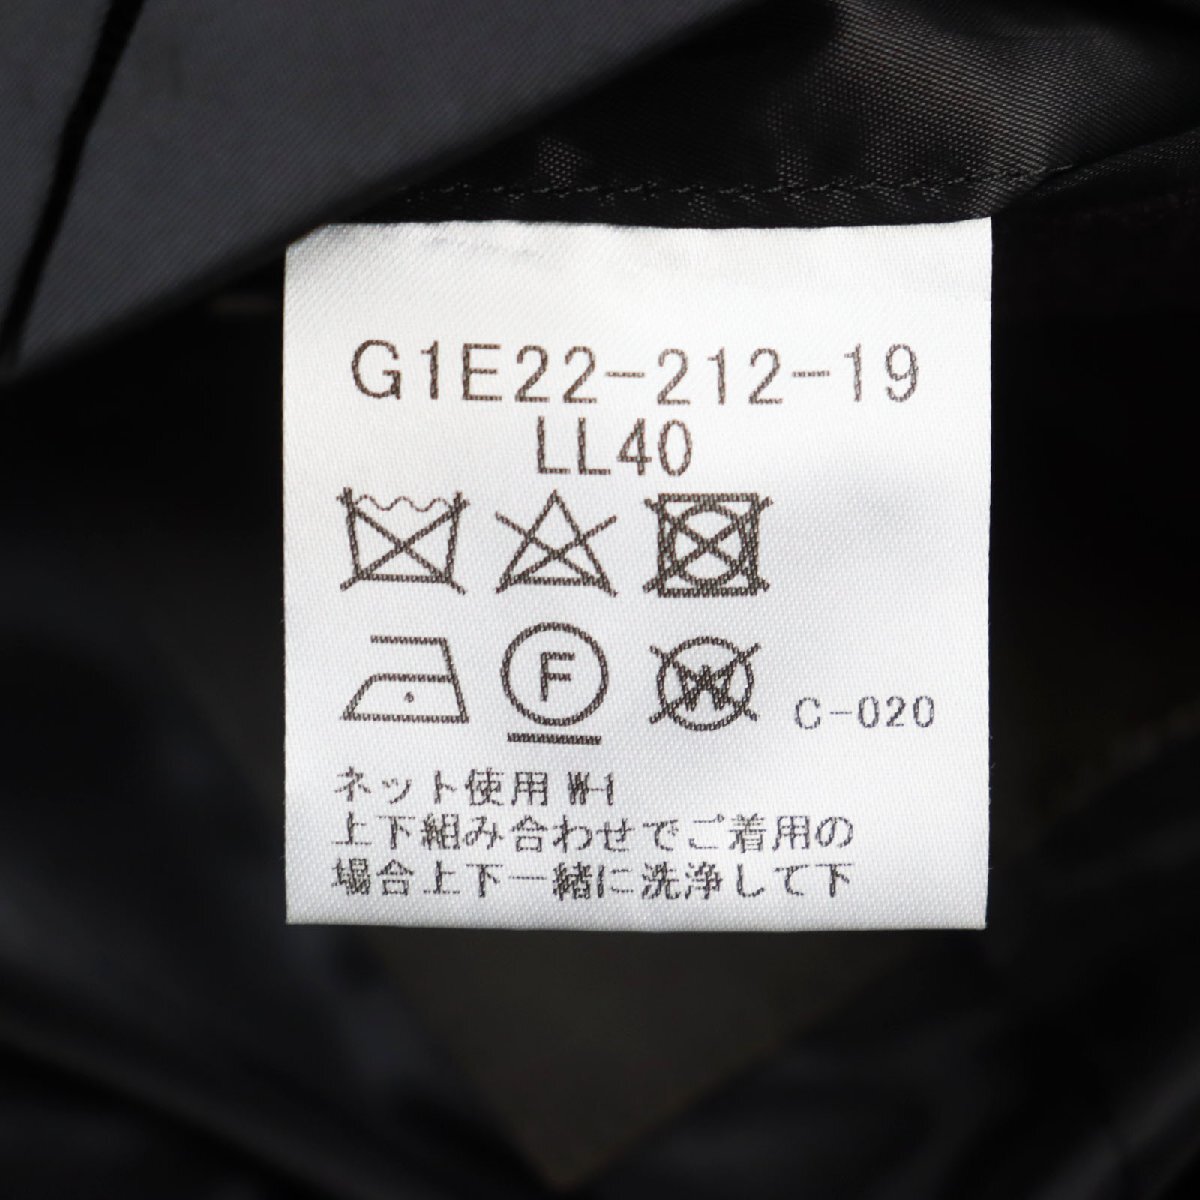 G1E22-212-19
LL40
F
W
C-020
ネット使用 W-1
上下組み合わせでご着用の
場合上下一緒に洗浄して下